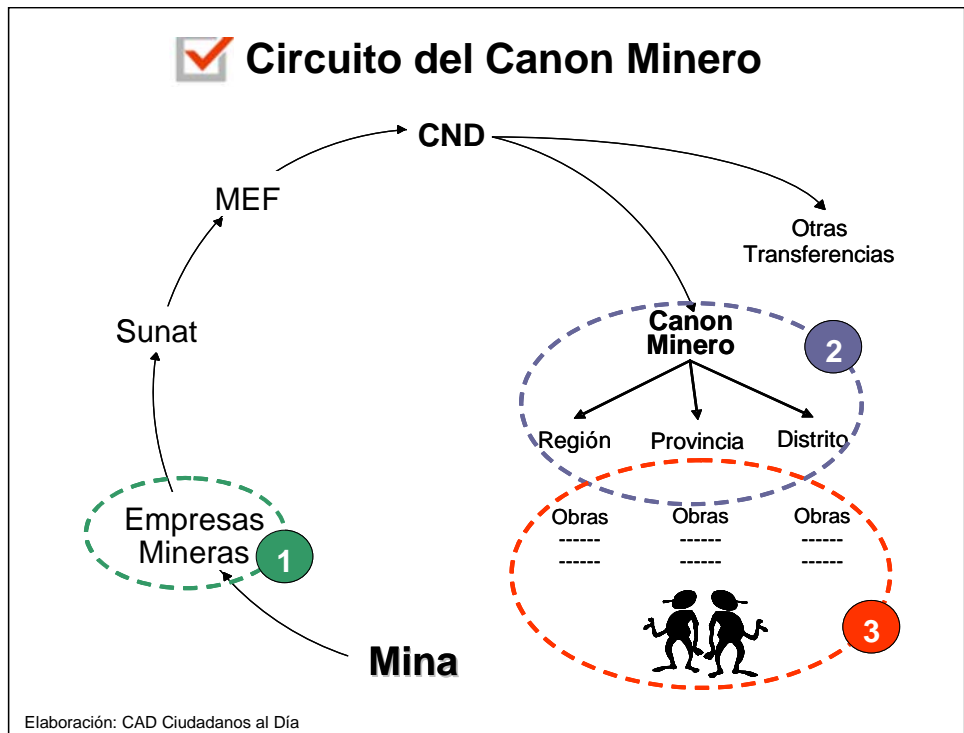 Circuito del Canon Minero
CND
MEF
Otras
Transferencias
Sunat
Canon
Minero
2
Región Provincia Distrito
Empresas
Mineras
1
Obras Obras Obras
------ ------ ------
------ ------ ------
3
Mina
Elaboración: CAD Ciudadanos al Día